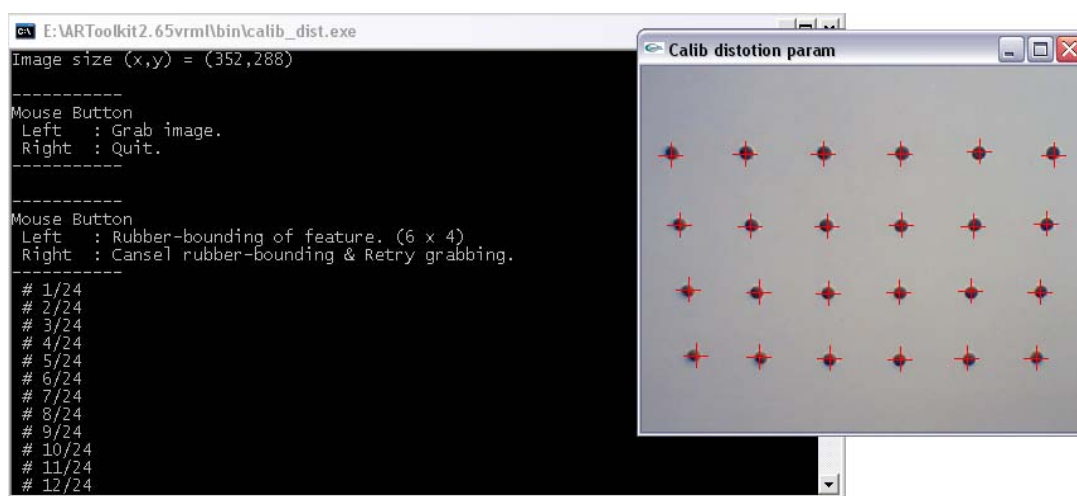 E:\ARToolkit2.65vrml\bin\calib_dist.exe
Image size (x,y) = (352,288)
-----------
Mouse Button
Left : Grab image.
Right : Quit.
-----------
-----------
Mouse Button
Left : Rubber-bounding of feature. (6 x 4)
Right : Cansel rubber-bounding & Retry grabbing.
-----------
# 1/24
# 2/24
# 3/24
# 4/24
# 5/24
# 6/24
# 7/24
# 8/24
# 9/24
# 10/24
# 11/24
# 12/24
Calib distotion param